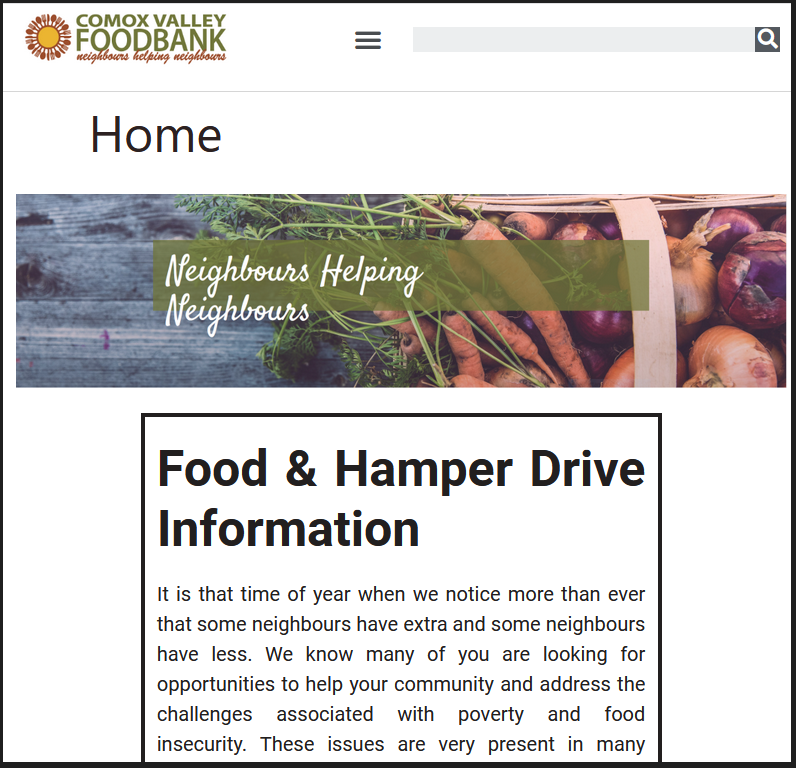 COMOX VALLEY
FOODBANK
neighbours helping neighbours
Home
Neighbours Helping
Neighbours
Food & Hamper Drive
Information
It is that time of year when we notice more than ever
that some neighbours have extra and some neighbours
have less. We know many of you are looking for
opportunities to help your community and address the
challenges associated with poverty and food
insecurity. These issues are very present in many